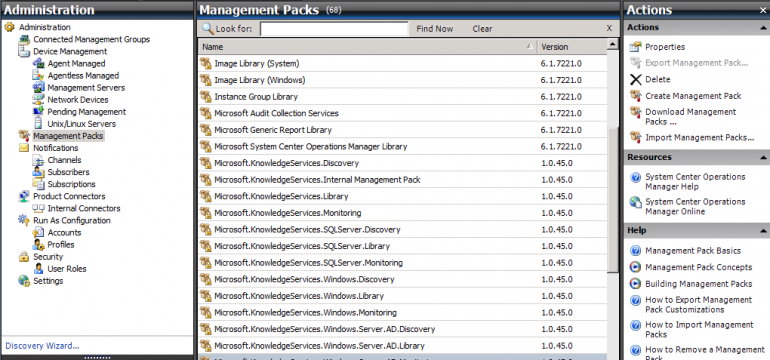 Administration
Administration
Connected Management Groups
Device Management
Agent Managed
Agentless Managed
Management Servers
Network Devices
Pending Management
Unix/Linux Servers
Management Packs
Notifications
Channels
Subscribers
Subscriptions
Product Connectors
Internal Connectors
Run As Configuration
Accounts
Profiles
Security
User Roles
Settings
Discovery Wizard...
Management Packs (68)
Look for: Find Now Clear X
Name Version
Image Library (System) 6.1.7221.0
Image Library (Windows) 6.1.7221.0
Instance Group Library 6.1.7221.0
Microsoft Audit Collection Services 6.1.7221.0
Microsoft Generic Report Library 6.1.7221.0
Microsoft System Center Operations Manager Library 6.1.7221.0
Microsoft.KnowledgeServices.Discovery 1.0.45.0
Microsoft.KnowledgeServices.Internal Management Pack 1.0.45.0
Microsoft.KnowledgeServices.Library 1.0.45.0
Microsoft.KnowledgeServices.Monitoring 1.0.45.0
Microsoft.KnowledgeServices.SQLServer.Discovery 1.0.45.0
Microsoft.KnowledgeServices.SQLServer.Library 1.0.45.0
Microsoft.KnowledgeServices.SQLServer.Monitoring 1.0.45.0
Microsoft.KnowledgeServices.Windows.Discovery 1.0.45.0
Microsoft.KnowledgeServices.Windows.Library 1.0.45.0
Microsoft.KnowledgeServices.Windows.Monitoring 1.0.45.0
Microsoft.KnowledgeServices.Windows.Server.AD.Discovery 1.0.45.0
Microsoft.KnowledgeServices.Windows.Server.AD.Library 1.0.45.0
Actions
Actions
Properties
Export Management Pack...
Delete
Create Management Pack
Download Management
Packs ...
Import Management Packs...
Resources
System Center Operations
Manager Help
System Center Operations
Manager Online
Help
Management Pack Basics
Management Pack Concepts
Building Management Packs
How to Export Management
Pack Customizations
How to Import Management
Packs
How to Remove a Management